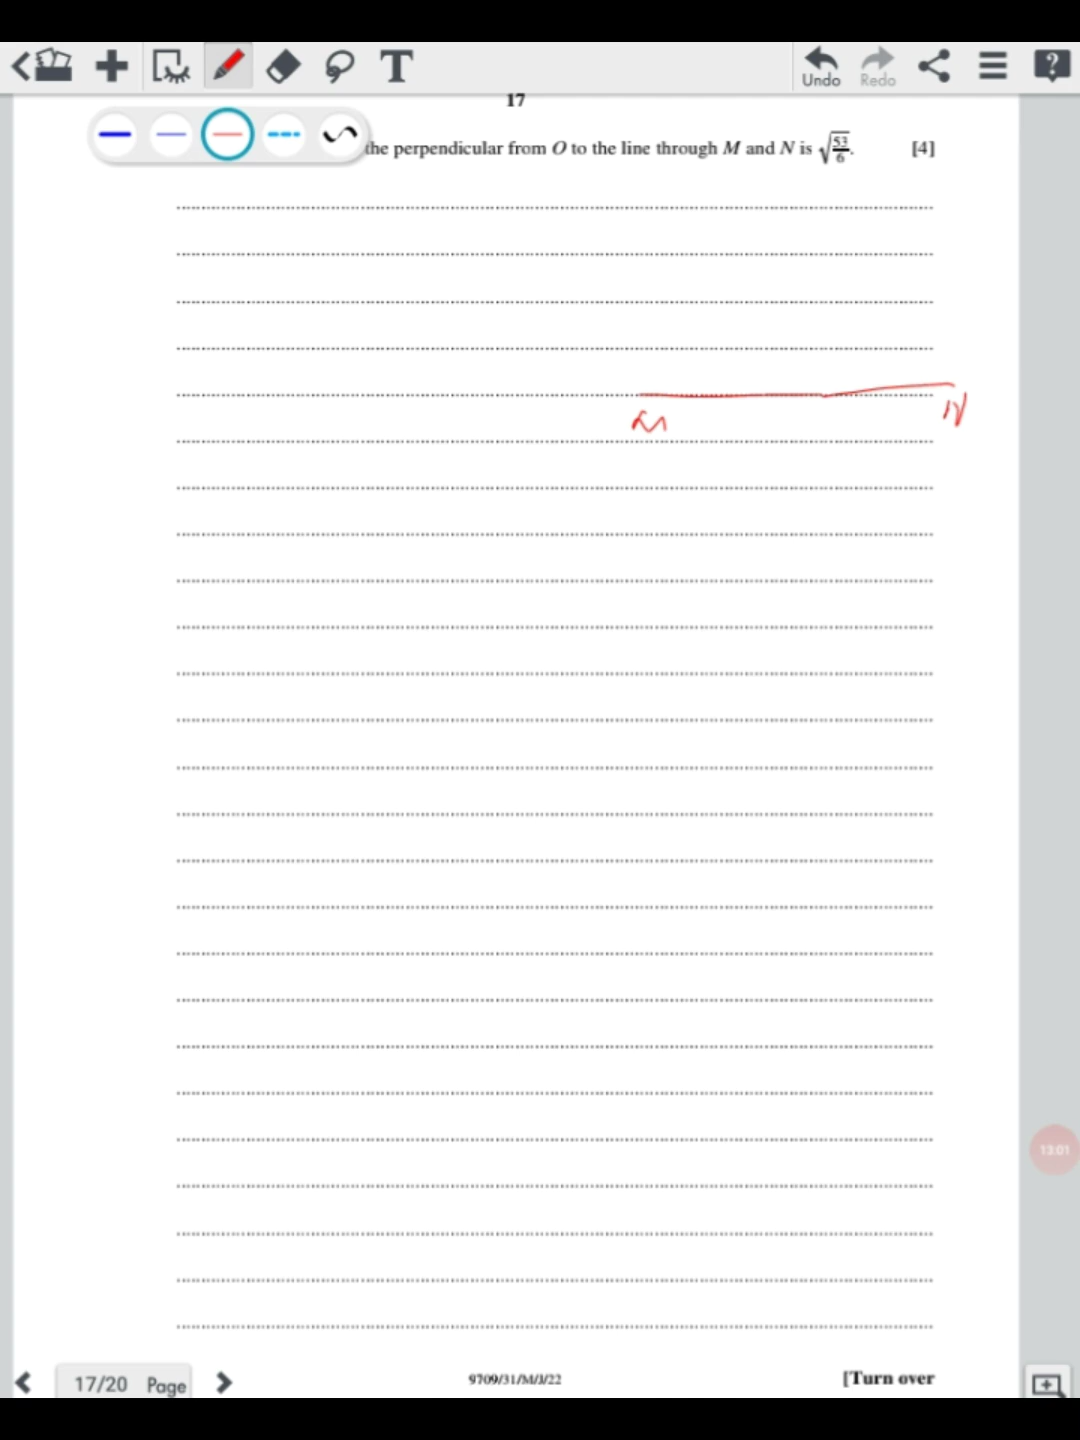 T
Undo
Redo
?
17
the perpendicular from O to the line through M and N is √53/6.
[4]
M
N
13:01
17/20 Page
9709/31/M/J/22
[Turn over